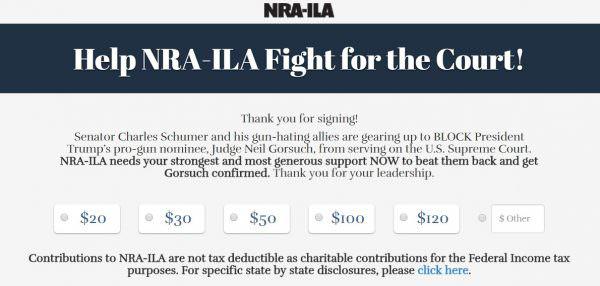 NRA-ILA
Help NRA-ILA Fight for the Court!
Thank you for signing!
Senator Charles Schumer and his gun-hating allies are gearing up to BLOCK President
Trump's pro-gun nominee, Judge Neil Gorsuch, from serving on the U.S. Supreme Court.
NRA-ILA needs your strongest and most generous support NOW to beat them back and get
Gorsuch confirmed. Thank you for your leadership.
$20 $30 $50 $100 $120 $ Other
Contributions to NRA-ILA are not tax deductible as charitable contributions for the Federal Income tax
purposes. For specific state by state disclosures, please click here.